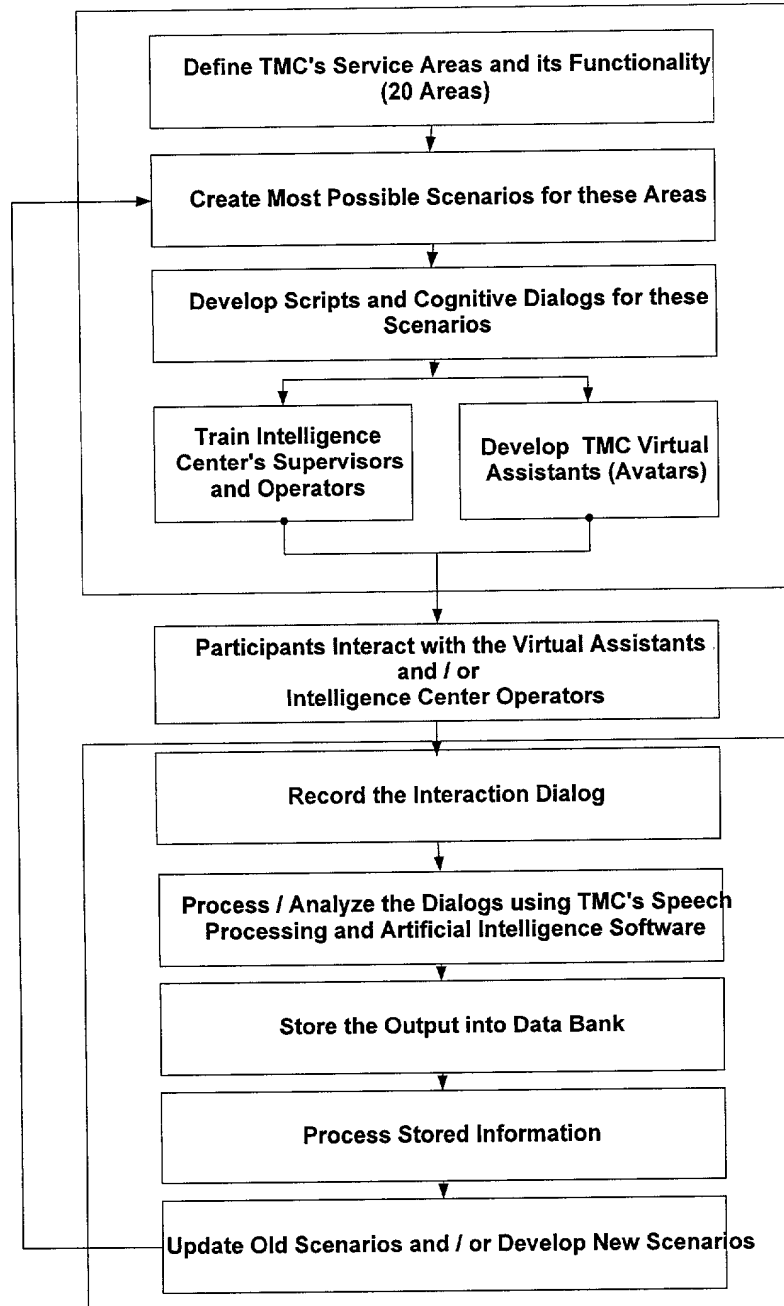 Define TMC's Service Areas and its Functionality
(20 Areas)
Create Most Possible Scenarios for these Areas
Develop Scripts and Cognitive Dialogs for these
Scenarios
Train Intelligence
Center's Supervisors
and Operators
Develop TMC Virtual
Assistants (Avatars)
Participants Interact with the Virtual Assistants
and / or
Intelligence Center Operators
Record the Interaction Dialog
Process / Analyze the Dialogs using TMC's Speech
Processing and Artificial Intelligence Software
Store the Output into Data Bank
Process Stored Information
Update Old Scenarios and / or Develop New Scenarios